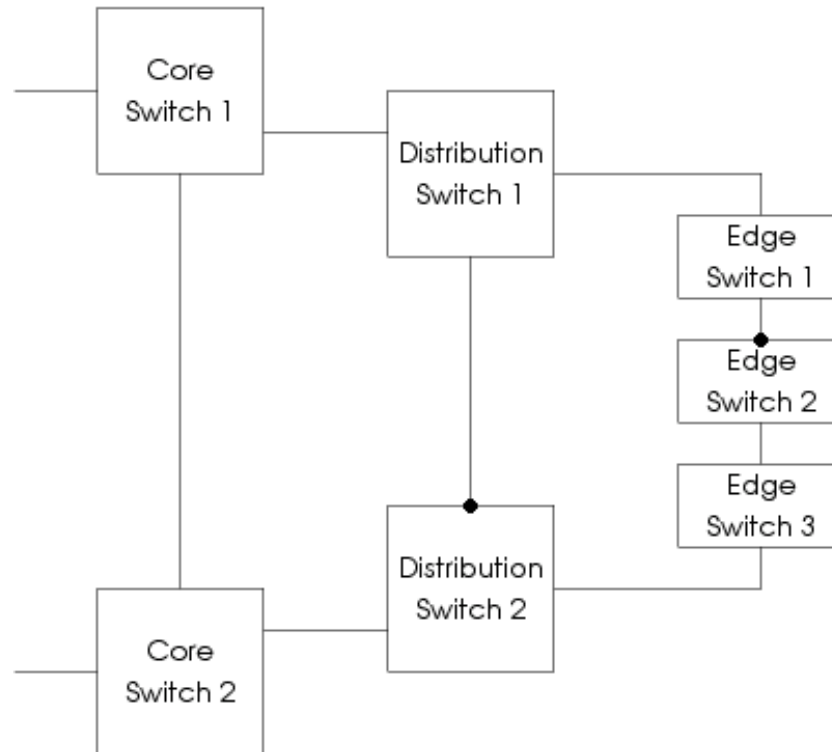 Core
Switch 1
Distribution
Switch 1
Edge
Switch 1
Edge
Switch 2
Edge
Switch 3
Distribution
Switch 2
Core
Switch 2